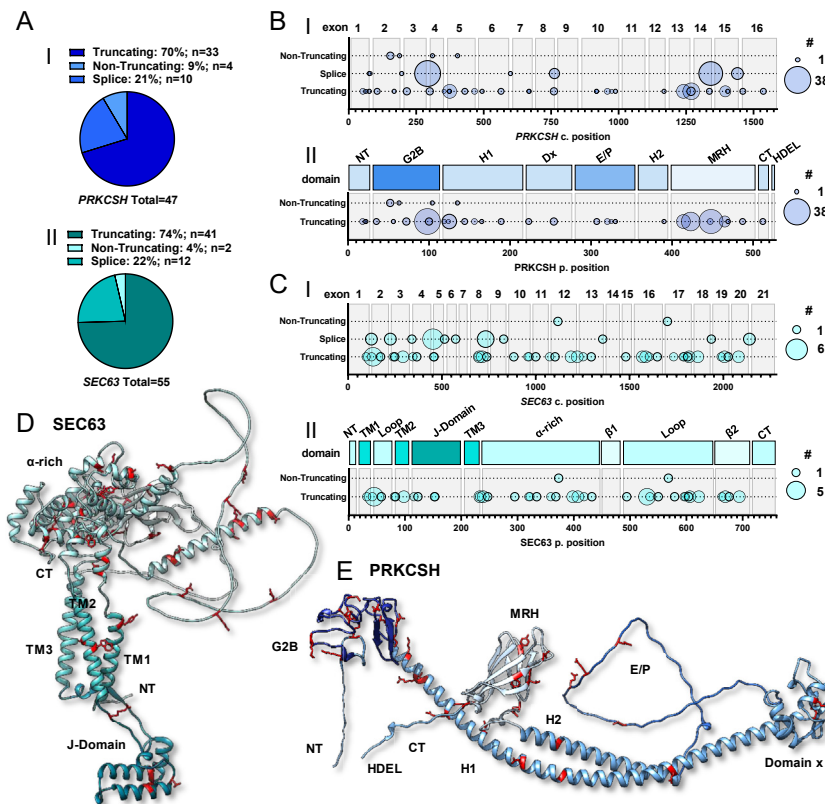 A
I
Truncating: 70%; n=33
Non-Truncating: 9%; n=4
Splice: 21%; n=10
PRKCSH Total=47
II
Truncating: 74%; n=41
Non-Truncating: 4%; n=2
Splice: 22%; n=12
SEC63 Total=55
B
I
exon 1 2 3 4 5 6 7 8 9 10 11 12 13 14 15 16
Non-Truncating
Splice
Truncating
0 250 500 750 1000 1250 1500
PRKCSH c. position
#
1
38
II
NT G2B H1 Dx E/P H2 MRH CT HDEL
domain
Non-Truncating
Truncating
0 100 200 300 400 500
PRKCSH p. position
#
1
38
C
I
exon 1 2 3 4 5 6 7 8 9 10 11 12 13 14 15 16 17 18 19 20 21
Non-Truncating
Splice
Truncating
0 500 1000 1500 2000
SEC63 c. position
#
1
6
II
NT TM1 Loop TM2 J-Domain TM3 α-rich β1 Loop β2 CT
domain
Non-Truncating
Truncating
0 100 200 300 400 500 600 700
SEC63 p. position
#
1
5
D SEC63
α-rich
CT
TM2
TM3
TM1
NT
J-Domain
E PRKCSH
G2B
MRH
E/P
NT
HDEL
CT
H1
H2
Domain x